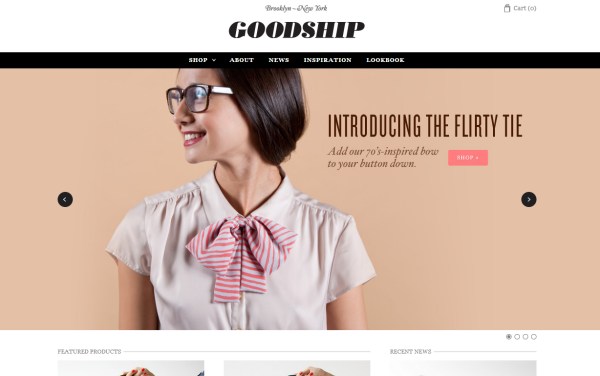 Brooklyn – New York
Cart (0)
GOODSHIP
SHOP
ABOUT
NEWS
INSPIRATION
LOOKBOOK
INTRODUCING THE FLIRTY TIE
Add our 70's-inspired bow
to your button down.
SHOP ›
FEATURED PRODUCTS
RECENT NEWS